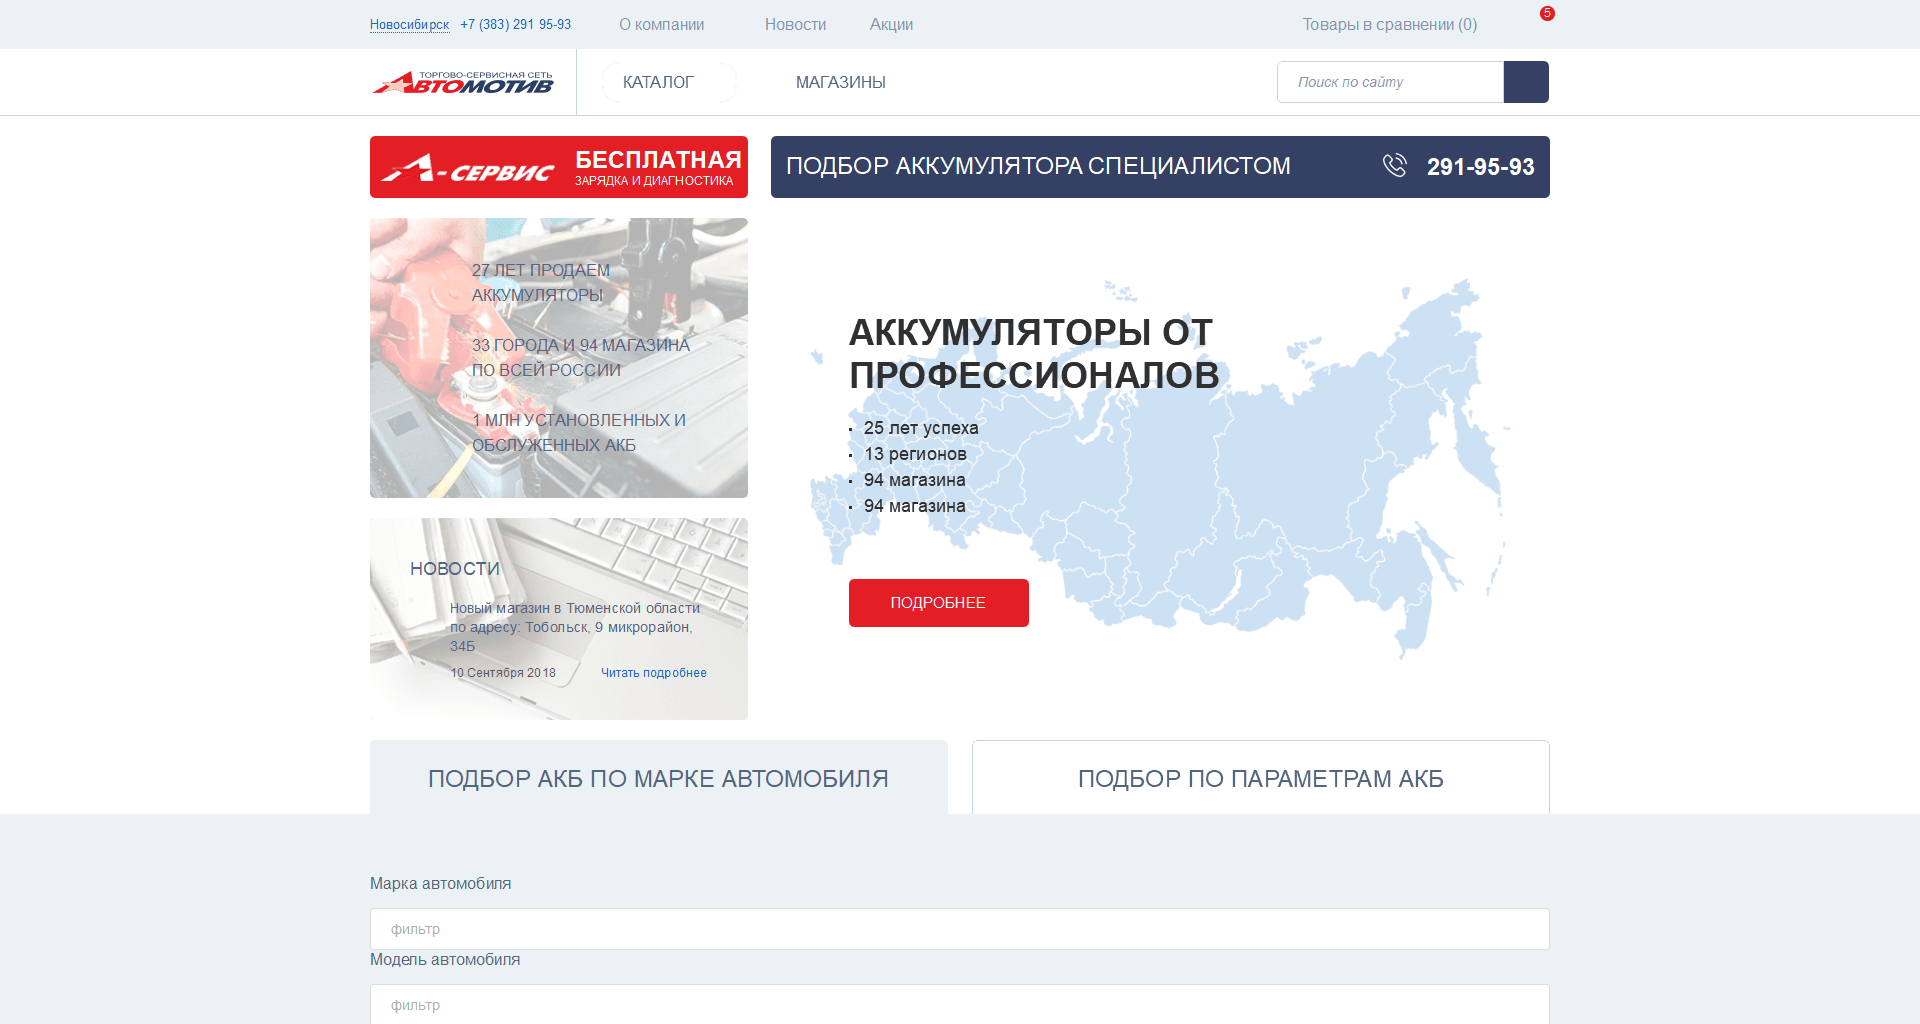 Новосибирск +7 (383) 291 95-93 О компании Новости Акции Товары в сравнении (0) 5
ТОРГОВО-СЕРВИСНАЯ СЕТЬ
АВТОМОТИВ
КАТАЛОГ МАГАЗИНЫ Поиск по сайту
А-СЕРВИС
БЕСПЛАТНАЯ
ЗАРЯДКА И ДИАГНОСТИКА
ПОДБОР АККУМУЛЯТОРА СПЕЦИАЛИСТОМ 291-95-93
27 ЛЕТ ПРОДАЕМ
АККУМУЛЯТОРЫ
33 ГОРОДА И 94 МАГАЗИНА
ПО ВСЕЙ РОССИИ
1 МЛН УСТАНОВЛЕННЫХ И
ОБСЛУЖЕННЫХ АКБ
АККУМУЛЯТОРЫ ОТ
ПРОФЕССИОНАЛОВ
25 лет успеха
13 регионов
94 магазина
94 магазина
ПОДРОБНЕЕ
НОВОСТИ
Новый магазин в Тюменской области
по адресу: Тобольск, 9 микрорайон,
34Б
10 Сентября 2018 Читать подробнее
ПОДБОР АКБ ПО МАРКЕ АВТОМОБИЛЯ
ПОДБОР ПО ПАРАМЕТРАМ АКБ
Марка автомобиля
фильтр
Модель автомобиля
фильтр